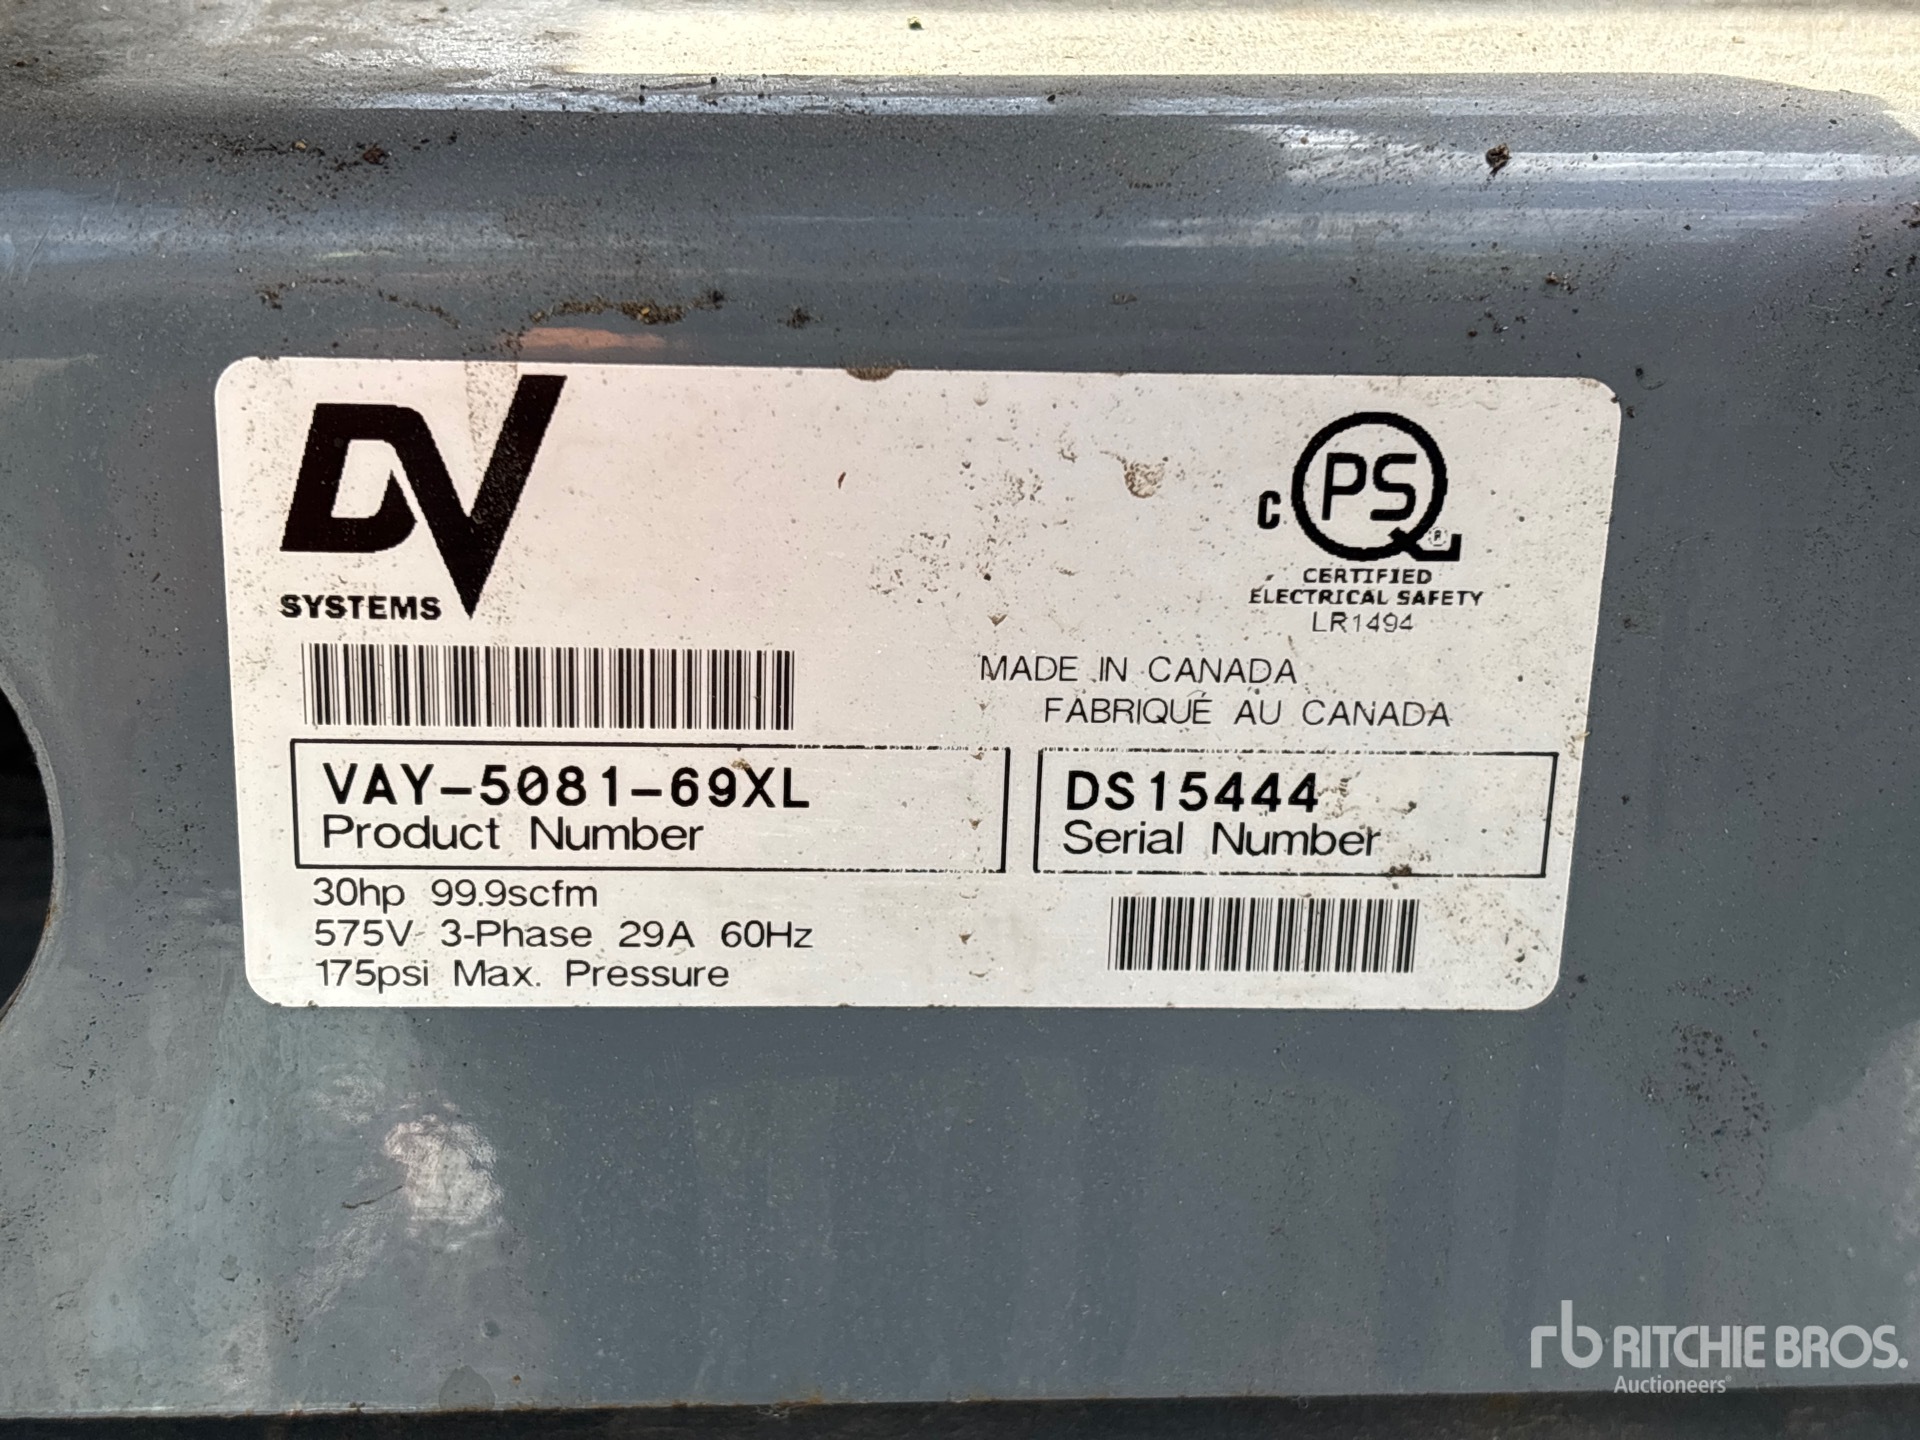 DV
SYSTEMS
C PS
®
CERTIFIED
ELECTRICAL SAFETY
LR1494
MADE IN CANADA
FABRIQUÉ AU CANADA
VAY-5081-69XL
Product Number
DS15444
Serial Number
30hp 99.9scfm
575V 3-Phase 29A 60Hz
175psi Max. Pressure
rb RITCHIE BROS.
Auctioneers